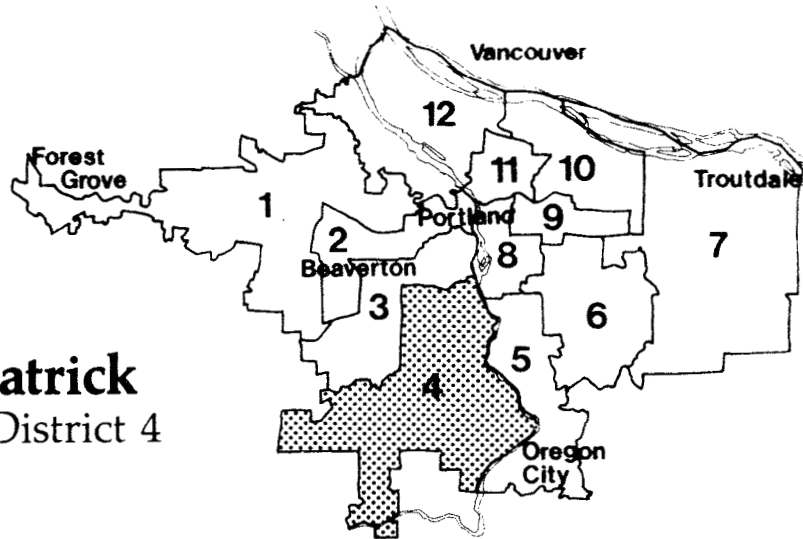 Vancouver
12
Forest
Grove
11
10
Troutdale
1
Portland
9
2
7
8
Beaverton
3
6
5
atrick
4
District 4
Oregon
City